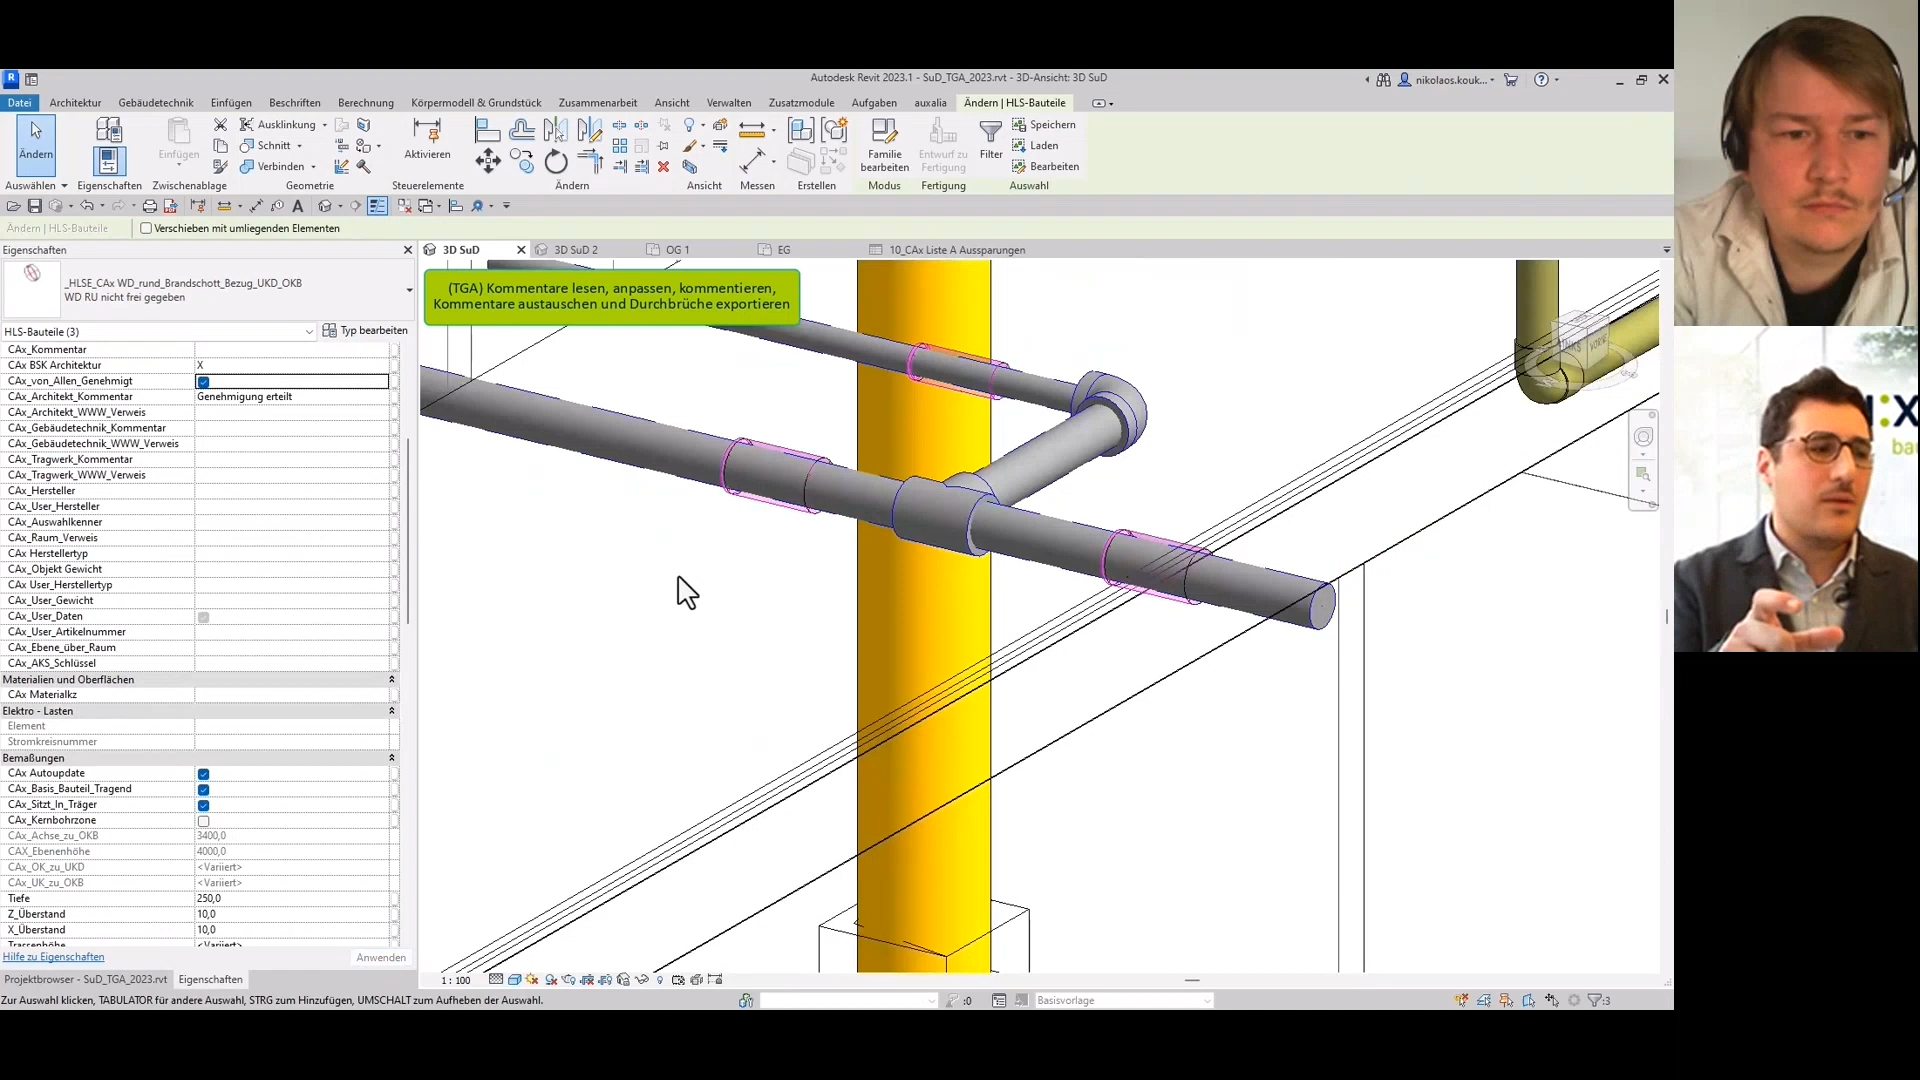 Autodesk Revit 2023.1 - SuD_TGA_2023.rvt - 3D-Ansicht: 3D SuD
nikolaos.kouk...
Datei Architektur Gebäudetechnik Einfügen Beschriften Berechnung Körpermodell & Grundstück Zusammenarbeit Ansicht Verwalten Zusatzmodule Aufgaben auxalia Ändern | HLS-Bauteile
Ausklinkung
Speichern
Schnitt
Laden
Ändern
Einfügen
Aktivieren
Familie bearbeiten
Entwurf zu Fertigung
Filter
Verbinden
Bearbeiten
Auswählen Eigenschaften Zwischenablage Geometrie Steuerelemente Ändern Ansicht Messen Erstellen Modus Fertigung Auswahl
Ändern | HLS-Bauteile Verschieben mit umliegenden Elementen
Eigenschaften
3D SuD 3D SuD 2 OG 1 EG 10_CAx Liste A Aussparungen
_HLSE_CAx WD_rund_Brandschott_Bezug_UKD_OKB
WD RU nicht frei gegeben
(TGA) Kommentare lesen, anpassen, kommentieren,
Kommentare austauschen und Durchbrüche exportieren
HLS-Bauteile (3) Typ bearbeiten
CAx_Kommentar
CAx BSK Architektur X
CAx_von_Allen_Genehmigt
CAx_Architekt_Kommentar Genehmigung erteilt
CAx_Architekt_WWW_Verweis
CAx_Gebäudetechnik_Kommentar
CAx_Gebäudetechnik_WWW_Verweis
CAx_Tragwerk_Kommentar
CAx_Tragwerk_WWW_Verweis
CAx_Hersteller
CAx_User_Hersteller
CAx_Auswahlkenner
CAx_Raum_Verweis
CAx Herstellertyp
CAx_Objekt Gewicht
CAx User_Herstellertyp
CAx_User_Gewicht
CAx_User_Daten
CAx_User_Artikelnummer
CAx_Ebene_über_Raum
CAx_AKS_Schlüssel
Materialien und Oberflächen
CAx Materialkz
Elektro - Lasten
Element
Stromkreisnummer
Bemaßungen
CAx Autoupdate
CAx_Basis_Bauteil_Tragend
CAx_Sitzt_In_Träger
CAx_Kernbohrzone
CAx_Achse_zu_OKB 3400,0
CAX_Ebenenhöhe 4000,0
CAx_OK_zu_UKD <Variiert>
CAx_UK_zu_OKB <Variiert>
Tiefe 250,0
Z_Überstand 10,0
X_Überstand 10,0
Trassenhöhe <Variiert>
Hilfe zu Eigenschaften Anwenden
Projektbrowser - SuD_TGA_2023.rvt Eigenschaften
1 : 100
Zur Auswahl klicken, TABULATOR für andere Auswahl, STRG zum Hinzufügen, UMSCHALT zum Aufheben der Auswahl.
:0
Basisvorlage
:3
:X
bau